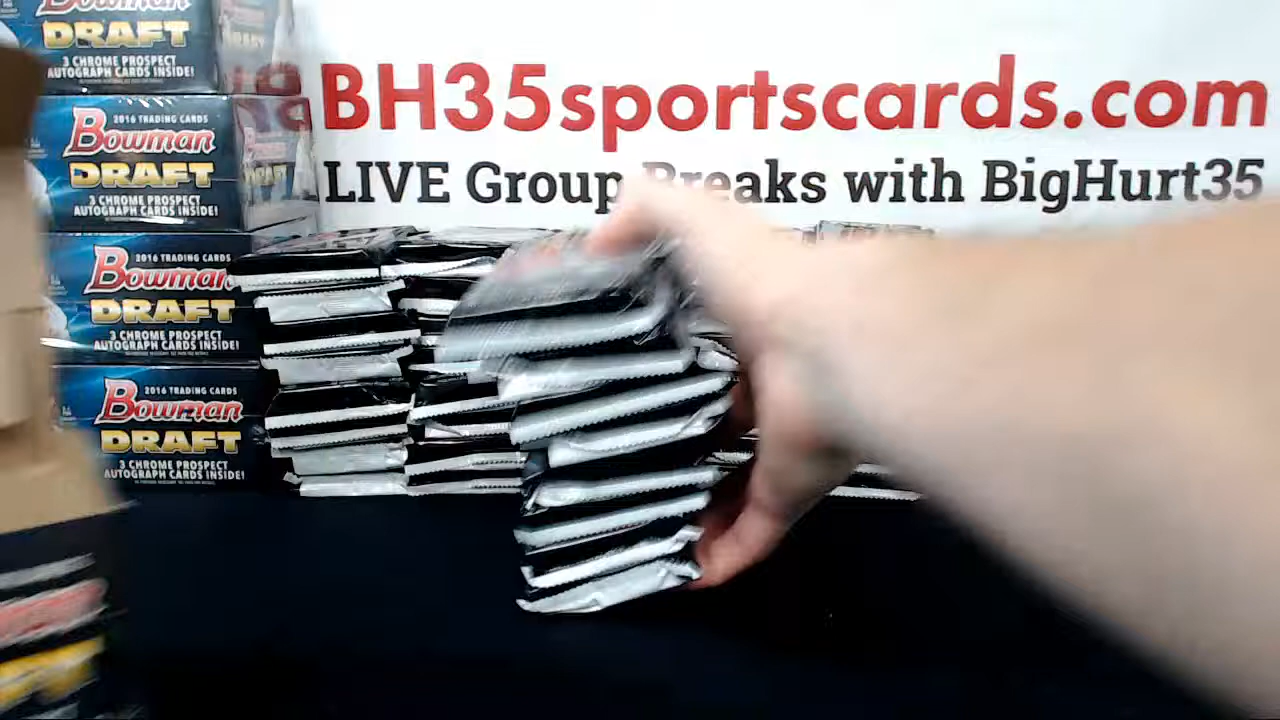 Bowman
DRAFT
3 CHROME PROSPECT
AUTOGRAPH CARDS INSIDE!
2016 TRADING CARDS
Bowman
DRAFT
3 CHROME PROSPECT
AUTOGRAPH CARDS INSIDE!
2016 TRADING CARDS
Bowman
DRAFT
3 CHROME PROSPECT
AUTOGRAPH CARDS INSIDE!
2016 TRADING CARDS
Bowman
DRAFT
3 CHROME PROSPECT
AUTOGRAPH CARDS INSIDE!
BH35sportscards.com
LIVE Group Breaks with BigHurt35